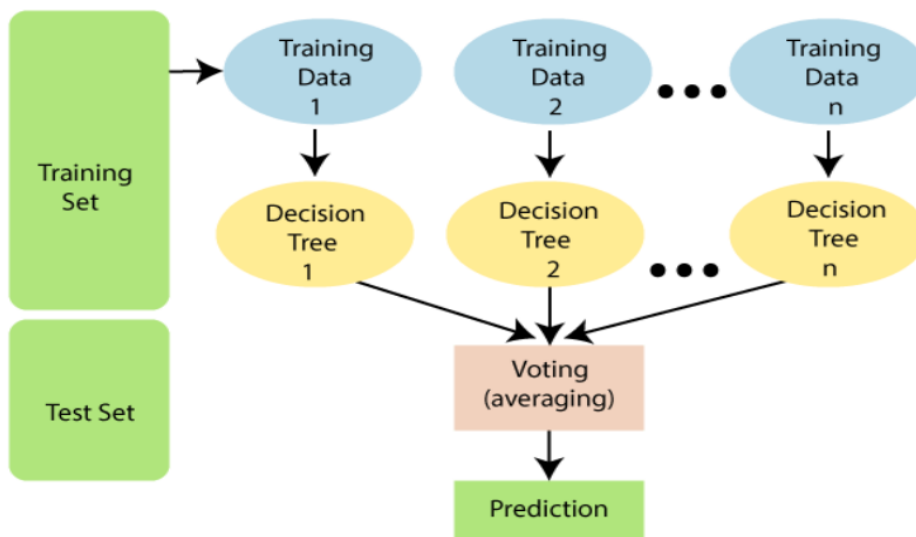 Training
Set
Test Set
Training
Data
1
Training
Data
2
Training
Data
n
Decision
Tree
1
Decision
Tree
2
Decision
Tree
n
Voting
(averaging)
Prediction